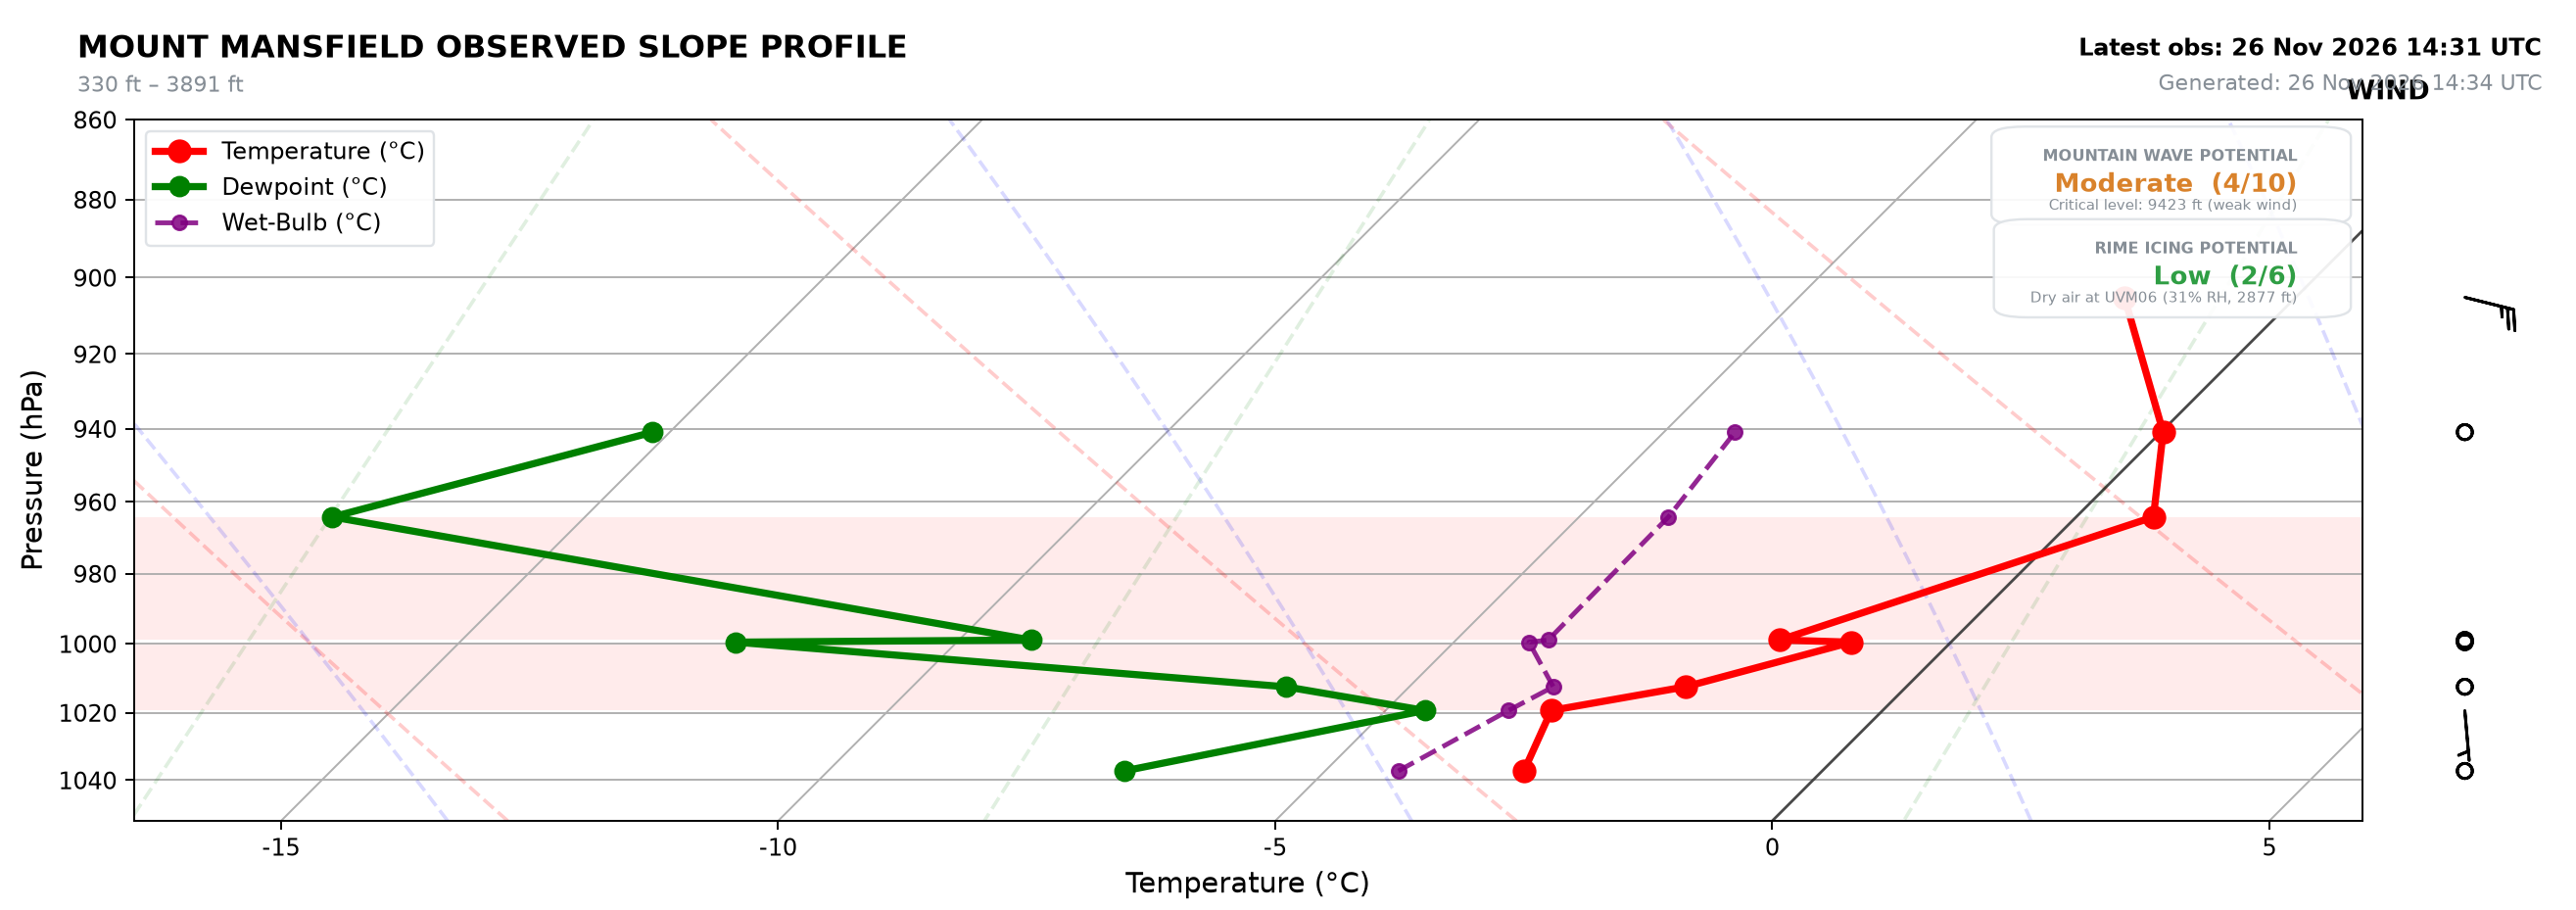 MOUNT MANSFIELD OBSERVED SLOPE PROFILE
330 ft – 3891 ft
Latest obs: 26 Nov 2026 14:31 UTC
Generated: 26 Nov 2026 14:34 UTC
WIND
Temperature (°C)
Dewpoint (°C)
Wet-Bulb (°C)
MOUNTAIN WAVE POTENTIAL
Moderate (4/10)
Critical level: 9423 ft (weak wind)
RIME ICING POTENTIAL
Low (2/6)
Dry air at UVM06 (31% RH, 2877 ft)
Pressure (hPa)
860
880
900
920
940
960
980
1000
1020
1040
-15
-10
-5
0
5
Temperature (°C)